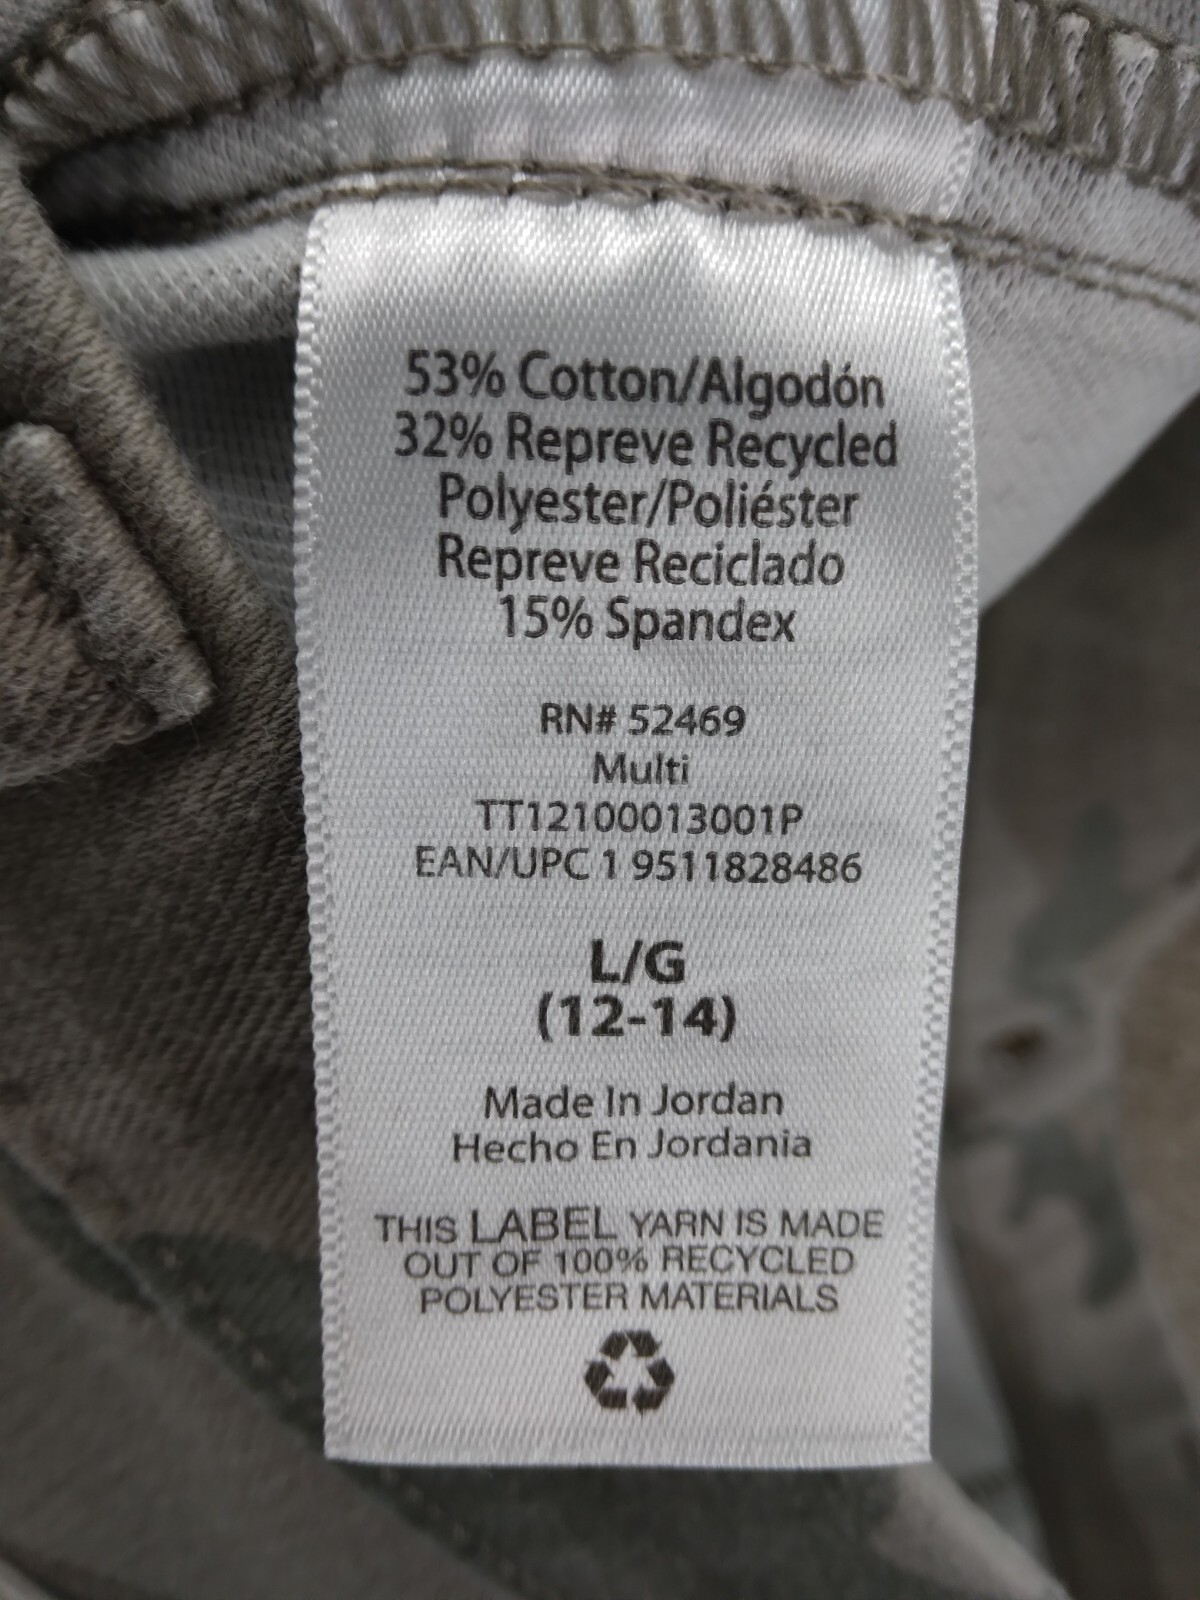 53% Cotton/Algodón
32% Repreve Recycled
Polyester/Poliéster
Repreve Reciclado
15% Spandex
RN# 52469
Multi
TT12100013001P
EAN/UPC 1 9511828486
L/G
(12-14)
Made In Jordan
Hecho En Jordania
THIS LABEL YARN IS MADE
OUT OF 100% RECYCLED
POLYESTER MATERIALS